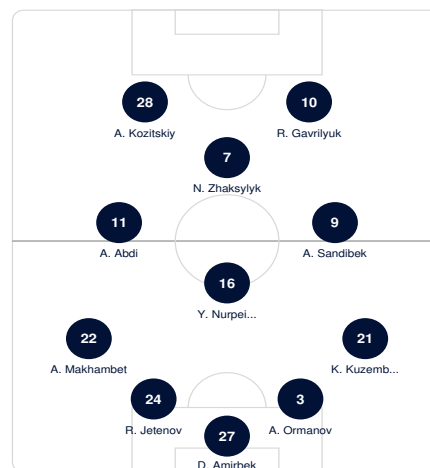 28 10
A. Kozitskiy R. Gavrilyuk
7
N. Zhaksylyk
11 9
A. Abdi A. Sandibek
16
Y. Nurpei...
22 21
A. Makhambet K. Kuzemb...
24 3
R. Jetenov A. Ormanov
27
D. Amirbek